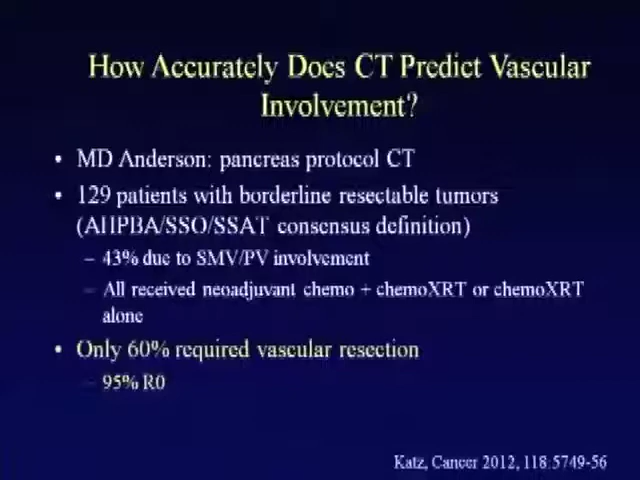 How Accurately Does CT Predict Vascular
Involvement?
• MD Anderson: pancreas protocol CT
• 129 patients with borderline resectable tumors
(AHPBA/SSO/SSAT consensus definition)
– 43% due to SMV/PV involvement
– All received neoadjuvant chemo + chemoXRT or chemoXRT
alone
• Only 60% required vascular resection
– 95% R0
Katz, Cancer 2012, 118:5749-56